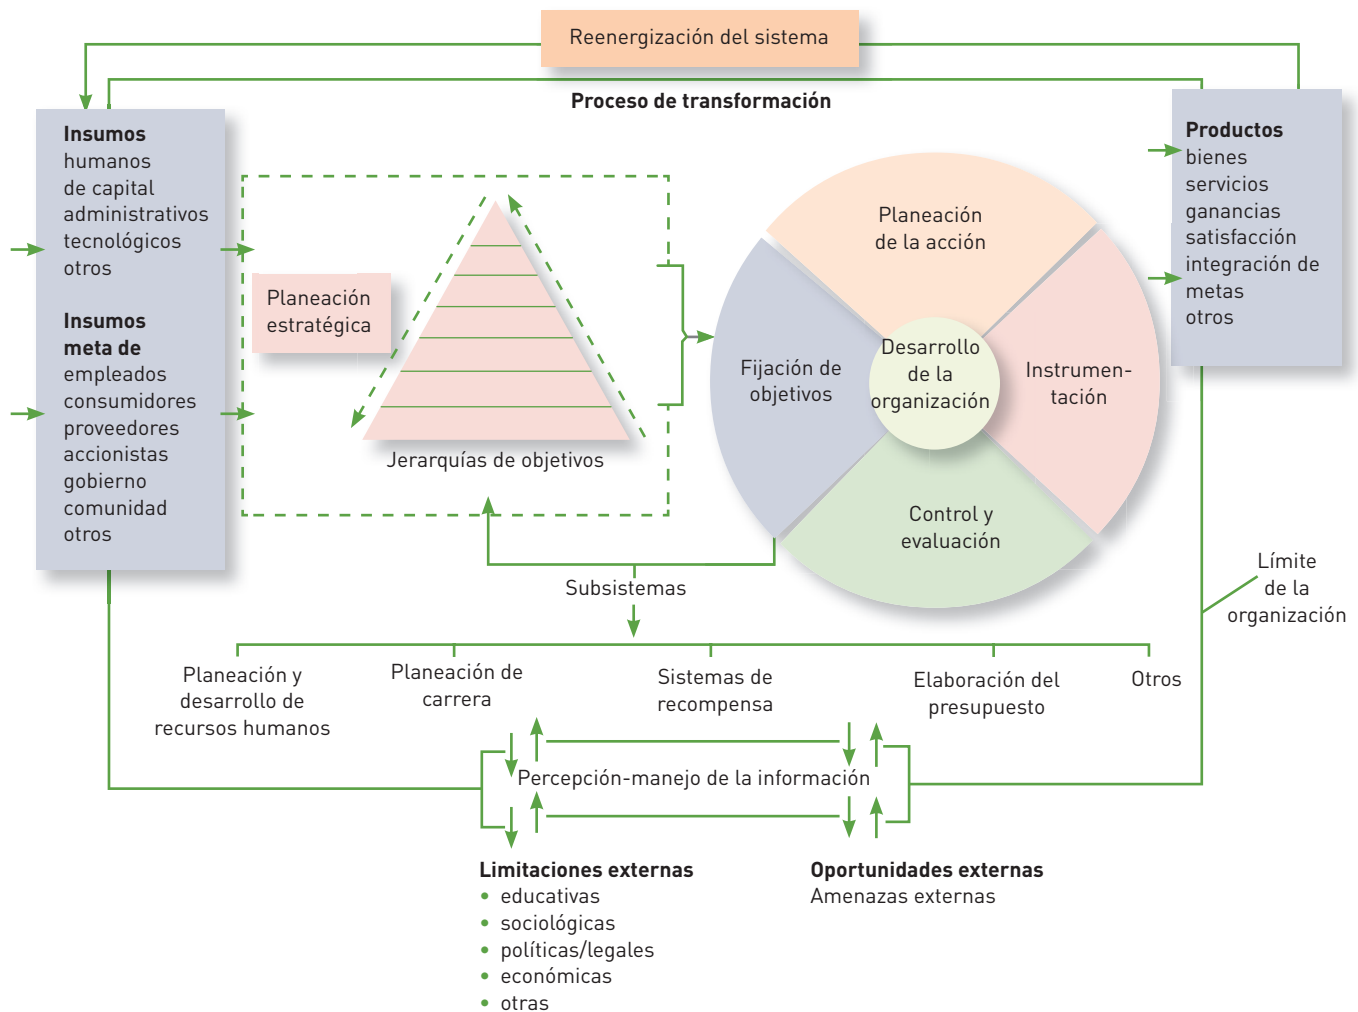 Reenergización del sistema
Proceso de transformación
Insumos
humanos
de capital
administrativos
tecnológicos
otros
Insumos
meta de
empleados
consumidores
proveedores
accionistas
gobierno
comunidad
otros
Planeación
estratégica
Jerarquías de objetivos
Planeación
de la acción
Fijación de
objetivos
Desarrollo
de la
organización
Instrumen-
tación
Control y
evaluación
Productos
bienes
servicios
ganancias
satisfacción
integración de
metas
otros
Límite
de la
organización
Subsistemas
Planeación y
desarrollo de
recursos humanos
Planeación de
carrera
Sistemas de
recompensa
Elaboración del
presupuesto
Otros
Percepción-manejo de la información
Limitaciones externas
• educativas
• sociológicas
• políticas/legales
• económicas
• otras
Oportunidades externas
Amenazas externas